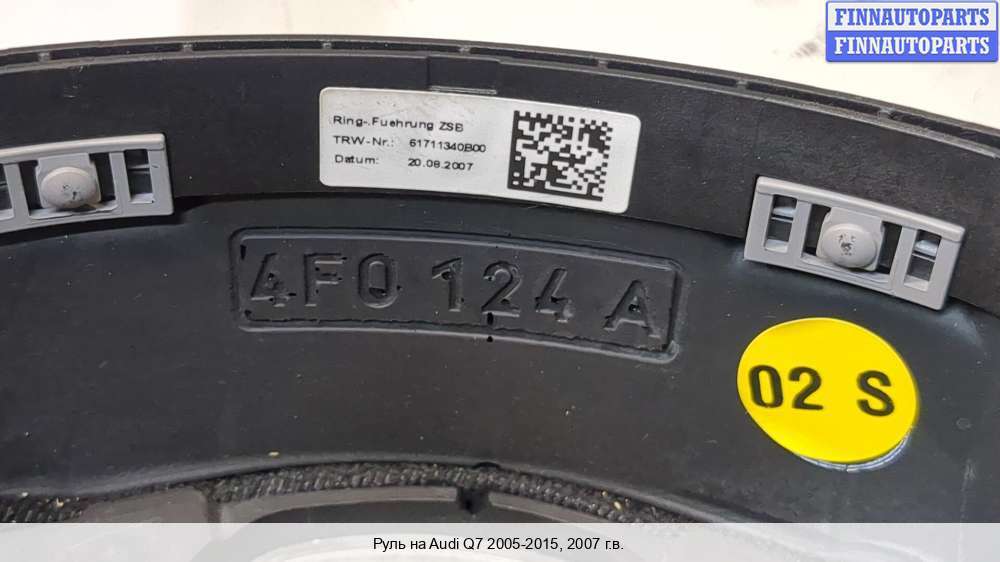 FINNAUTOPARTS
FINNAUTOPARTS
Ring-.Fuehrung ZSB
TRW-Nr.: 61711340B00
Datum: 20.08.2007
4F0 124 A
02 S
Руль на Audi Q7 2005-2015, 2007 г.в.